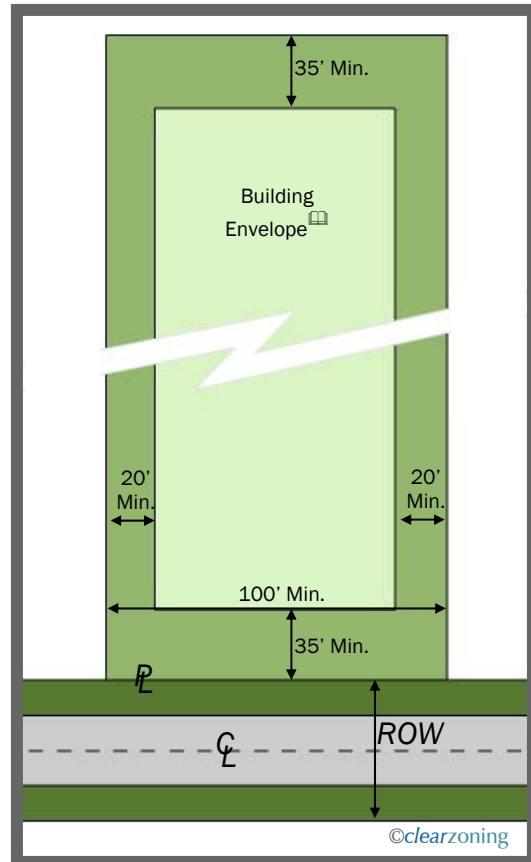 35’ Min.
Building
Envelope
20’
Min.
20’
Min.
100’ Min.
35’ Min.
PL
CL
ROW
©clearzoning